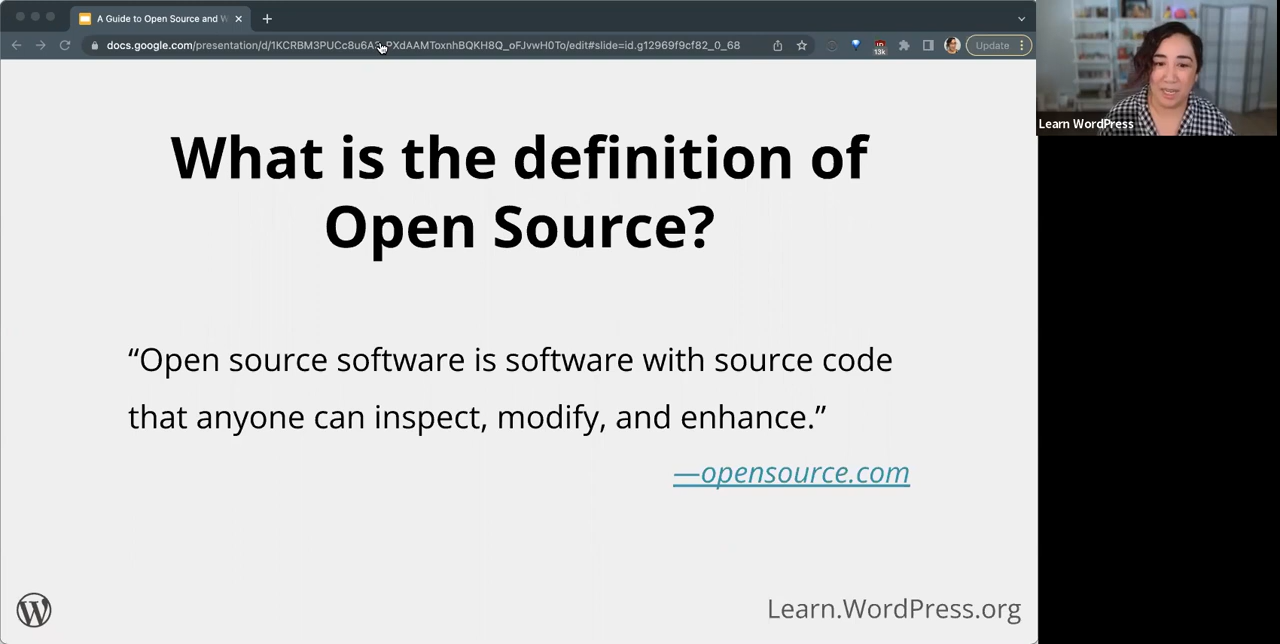 A Guide to Open Source and W
docs.google.com/presentation/d/1KCRBM3PUCc8u6A3_PXdAAMToxnhBQKH8Q_oFJvwH0To/edit#slide=id.g12969f9cf82_0_68
13k
Update
Learn WordPress
What is the definition of
Open Source?
“Open source software is software with source code
that anyone can inspect, modify, and enhance.”
—opensource.com
Learn.WordPress.org